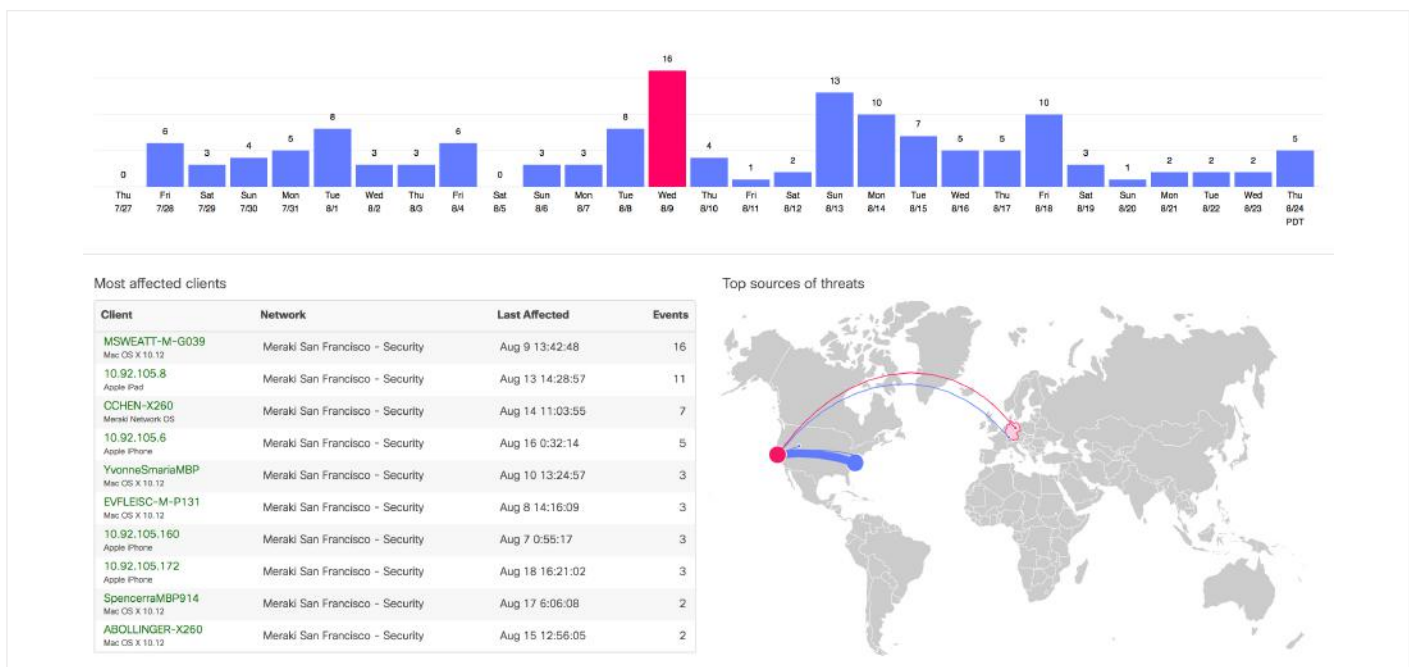 16
13
10
10
8
8
7
6
6
5
5
5
5
4
4
3
3
3
3
3
3
2
2
2
2
1
1
0
0
Thu Fri Sat Sun Mon Tue Wed Thu Fri Sat Sun Mon Tue Wed Thu Fri Sat Sun Mon Tue Wed Thu Fri Sat Sun Mon Tue Wed Thu
7/27 7/28 7/29 7/30 7/31 8/1 8/2 8/3 8/4 8/5 8/6 8/7 8/8 8/9 8/10 8/11 8/12 8/13 8/14 8/15 8/16 8/17 8/18 8/19 8/20 8/21 8/22 8/23 8/24
PDT
Most affected clients
Client Network Last Affected Events
MSWEATT-M-G039
Mac OS X 10.12
Meraki San Francisco - Security Aug 9 13:42:48 16
10.92.105.8
Apple iPad
Meraki San Francisco - Security Aug 13 14:28:57 11
CCHEN-X260
Meraki Network OS
Meraki San Francisco - Security Aug 14 11:03:55 7
10.92.105.6
Apple iPhone
Meraki San Francisco - Security Aug 16 0:32:14 5
YvonneSmariaMBP
Mac OS X 10.12
Meraki San Francisco - Security Aug 10 13:24:57 3
EVFLEISC-M-P131
Mac OS X 10.12
Meraki San Francisco - Security Aug 8 14:16:09 3
10.92.105.160
Apple iPhone
Meraki San Francisco - Security Aug 7 0:55:17 3
10.92.105.172
Apple iPhone
Meraki San Francisco - Security Aug 18 16:21:02 3
SpencerraMBP914
Mac OS X 10.12
Meraki San Francisco - Security Aug 17 6:06:08 2
ABOLLINGER-X260
Mac OS X 10.12
Meraki San Francisco - Security Aug 15 12:56:05 2
Top sources of threats